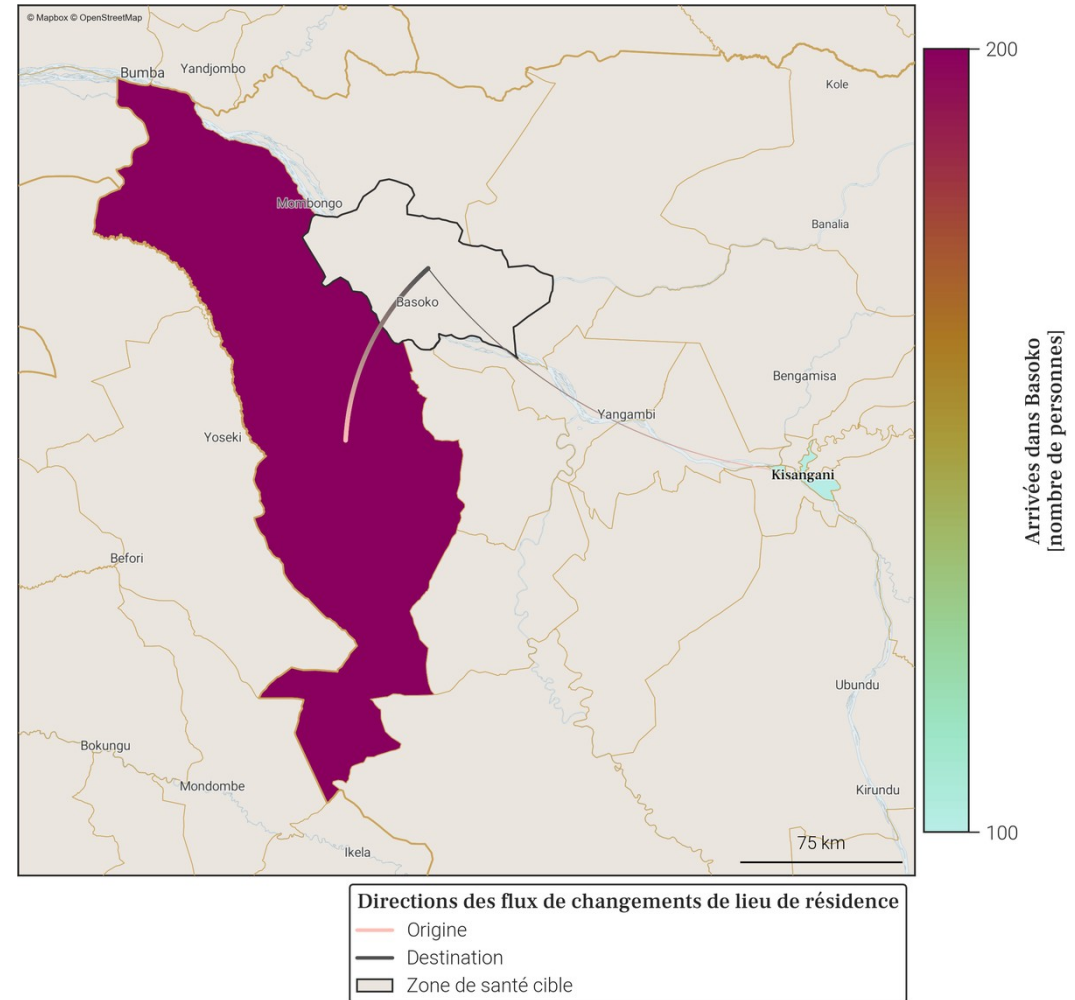 © Mapbox © OpenStreetMap
Bumba
Yandjombo
Kole
Mombongo
Banalia
Basoko
Bengamisa
Yangambi
Yoseki
Kisangani
Befori
Ubundu
Bokungu
Mondombe
Kirundu
Ikela
75 km
200
100
Arrivées dans Basoko
[nombre de personnes]
Directions des flux de changements de lieu de résidence
Origine
Destination
Zone de santé cible